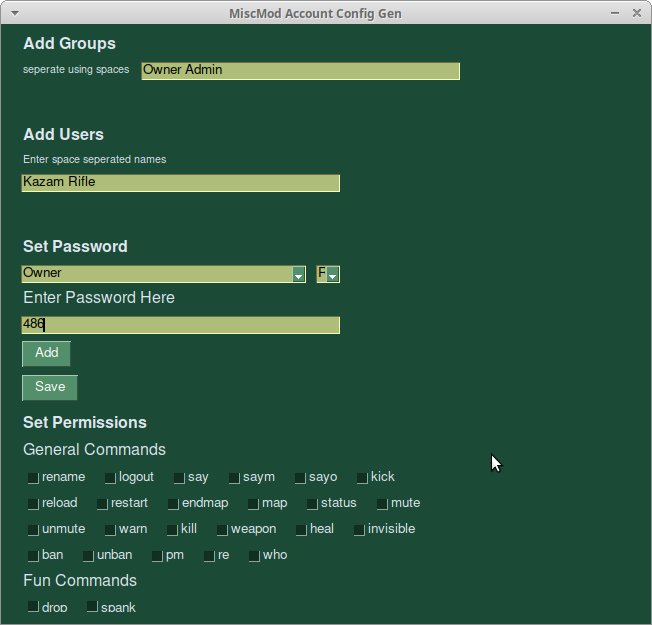 MiscMod Account Config Gen
Add Groups
seperate using spaces Owner Admin
Add Users
Enter space seperated names
Kazam Rifle
Set Password
Owner F
Enter Password Here
486
Add
Save
Set Permissions
General Commands
rename logout say saym sayo kick
reload restart endmap map status mute
unmute warn kill weapon heal invisible
ban unban pm re who
Fun Commands
drop spank